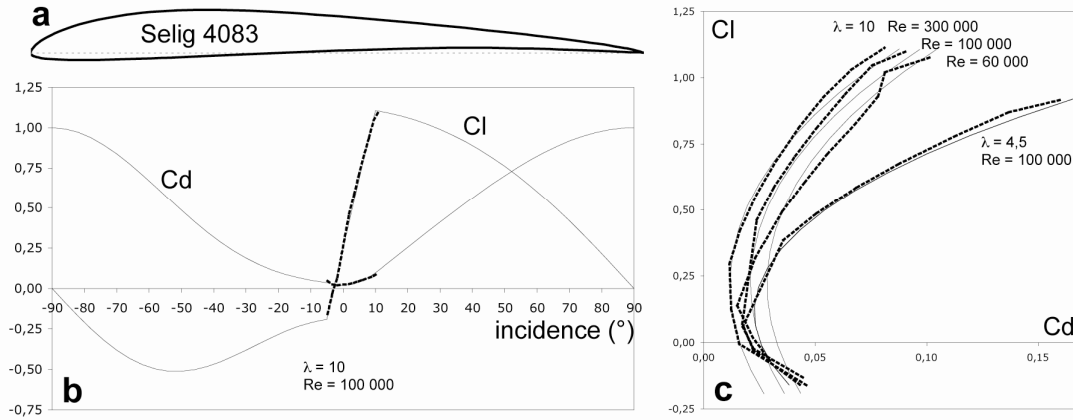 a
Selig 4083
1,25
1,00
0,75
0,50
0,25
0,00
-0,25
-0,50
0,75
-90 -80 -70 -60 -50 -40 -30 -20 -10 0 10 20 30 40 50 60 70 80 90
Cd
Cl
incidence (°)
λ = 10
Re = 100 000
b
Cl
1,25
1,00
0,75
0,50
0,25
0,00
-0,25
0,00 0,05 0,10 0,15
λ = 10 Re = 300 000
Re = 100 000
Re = 60 000
λ = 4,5
Re = 100 000
Cd
c